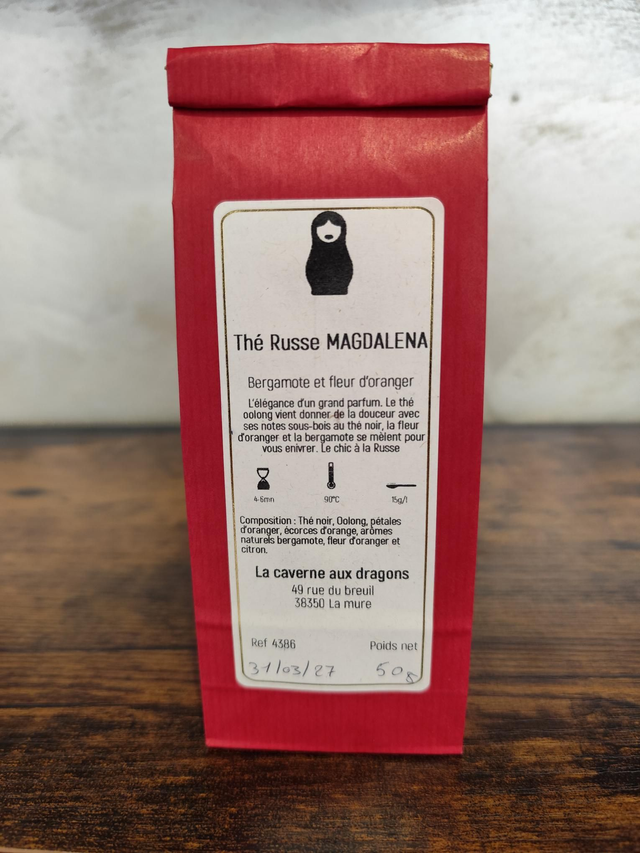 Thé Russe MAGDALENA
Bergamote et fleur d'oranger
L'élégance d'un grand parfum. Le thé
oolong vient donner de la douceur avec
ses notes sous-bois au thé noir, la fleur
d'oranger et la bergamote se mêlent pour
vous enivrer. Le chic à la Russe
4-6mn 90°C 15g/l
Composition : Thé noir, Oolong, pétales
d'oranger, écorces d'orange, arômes
naturels bergamote, fleur d'oranger et
citron.
La caverne aux dragons
49 rue du breuil
38350 La mure
Ref 4386 Poids net
31/03/27 50g